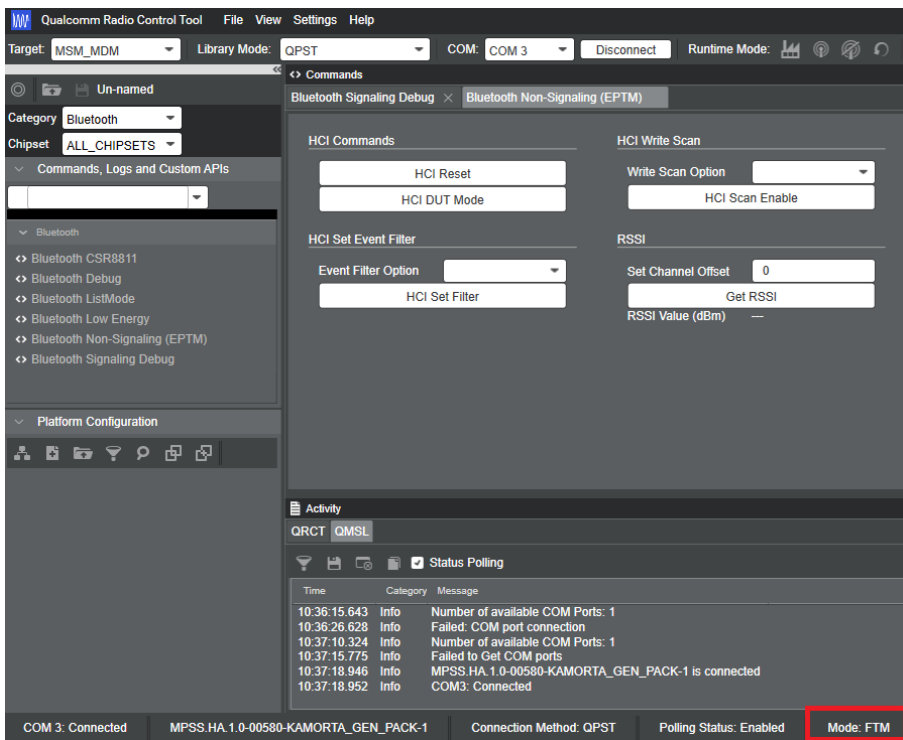 Qualcomm Radio Control Tool File View Settings Help
Target: MSM_MDM Library Mode: QPST COM: COM 3 Disconnect Runtime Mode:
Un-named
Category Bluetooth
Chipset ALL_CHIPSETS
Commands, Logs and Custom APIs
Bluetooth
Bluetooth CSR8811
Bluetooth Debug
Bluetooth ListMode
Bluetooth Low Energy
Bluetooth Non-Signaling (EPTM)
Bluetooth Signaling Debug
Platform Configuration
Commands
Bluetooth Signaling Debug Bluetooth Non-Signaling (EPTM)
HCI Commands
HCI Reset
HCI DUT Mode
HCI Write Scan
Write Scan Option
HCI Scan Enable
HCI Set Event Filter
Event Filter Option
HCI Set Filter
RSSI
Set Channel Offset 0
Get RSSI
RSSI Value (dBm) ---
Activity
QRCT QMSL
Status Polling
Time Category Message
10:36:15.643 Info Number of available COM Ports: 1
10:36:26.628 Info Failed: COM port connection
10:37:10.324 Info Number of available COM Ports: 1
10:37:15.775 Info Failed to Get COM ports
10:37:18.946 Info MPSS.HA.1.0-00580-KAMORTA_GEN_PACK-1 is connected
10:37:18.952 Info COM3: Connected
COM 3: Connected MPSS.HA.1.0-00580-KAMORTA_GEN_PACK-1 Connection Method: QPST Polling Status: Enabled Mode: FTM